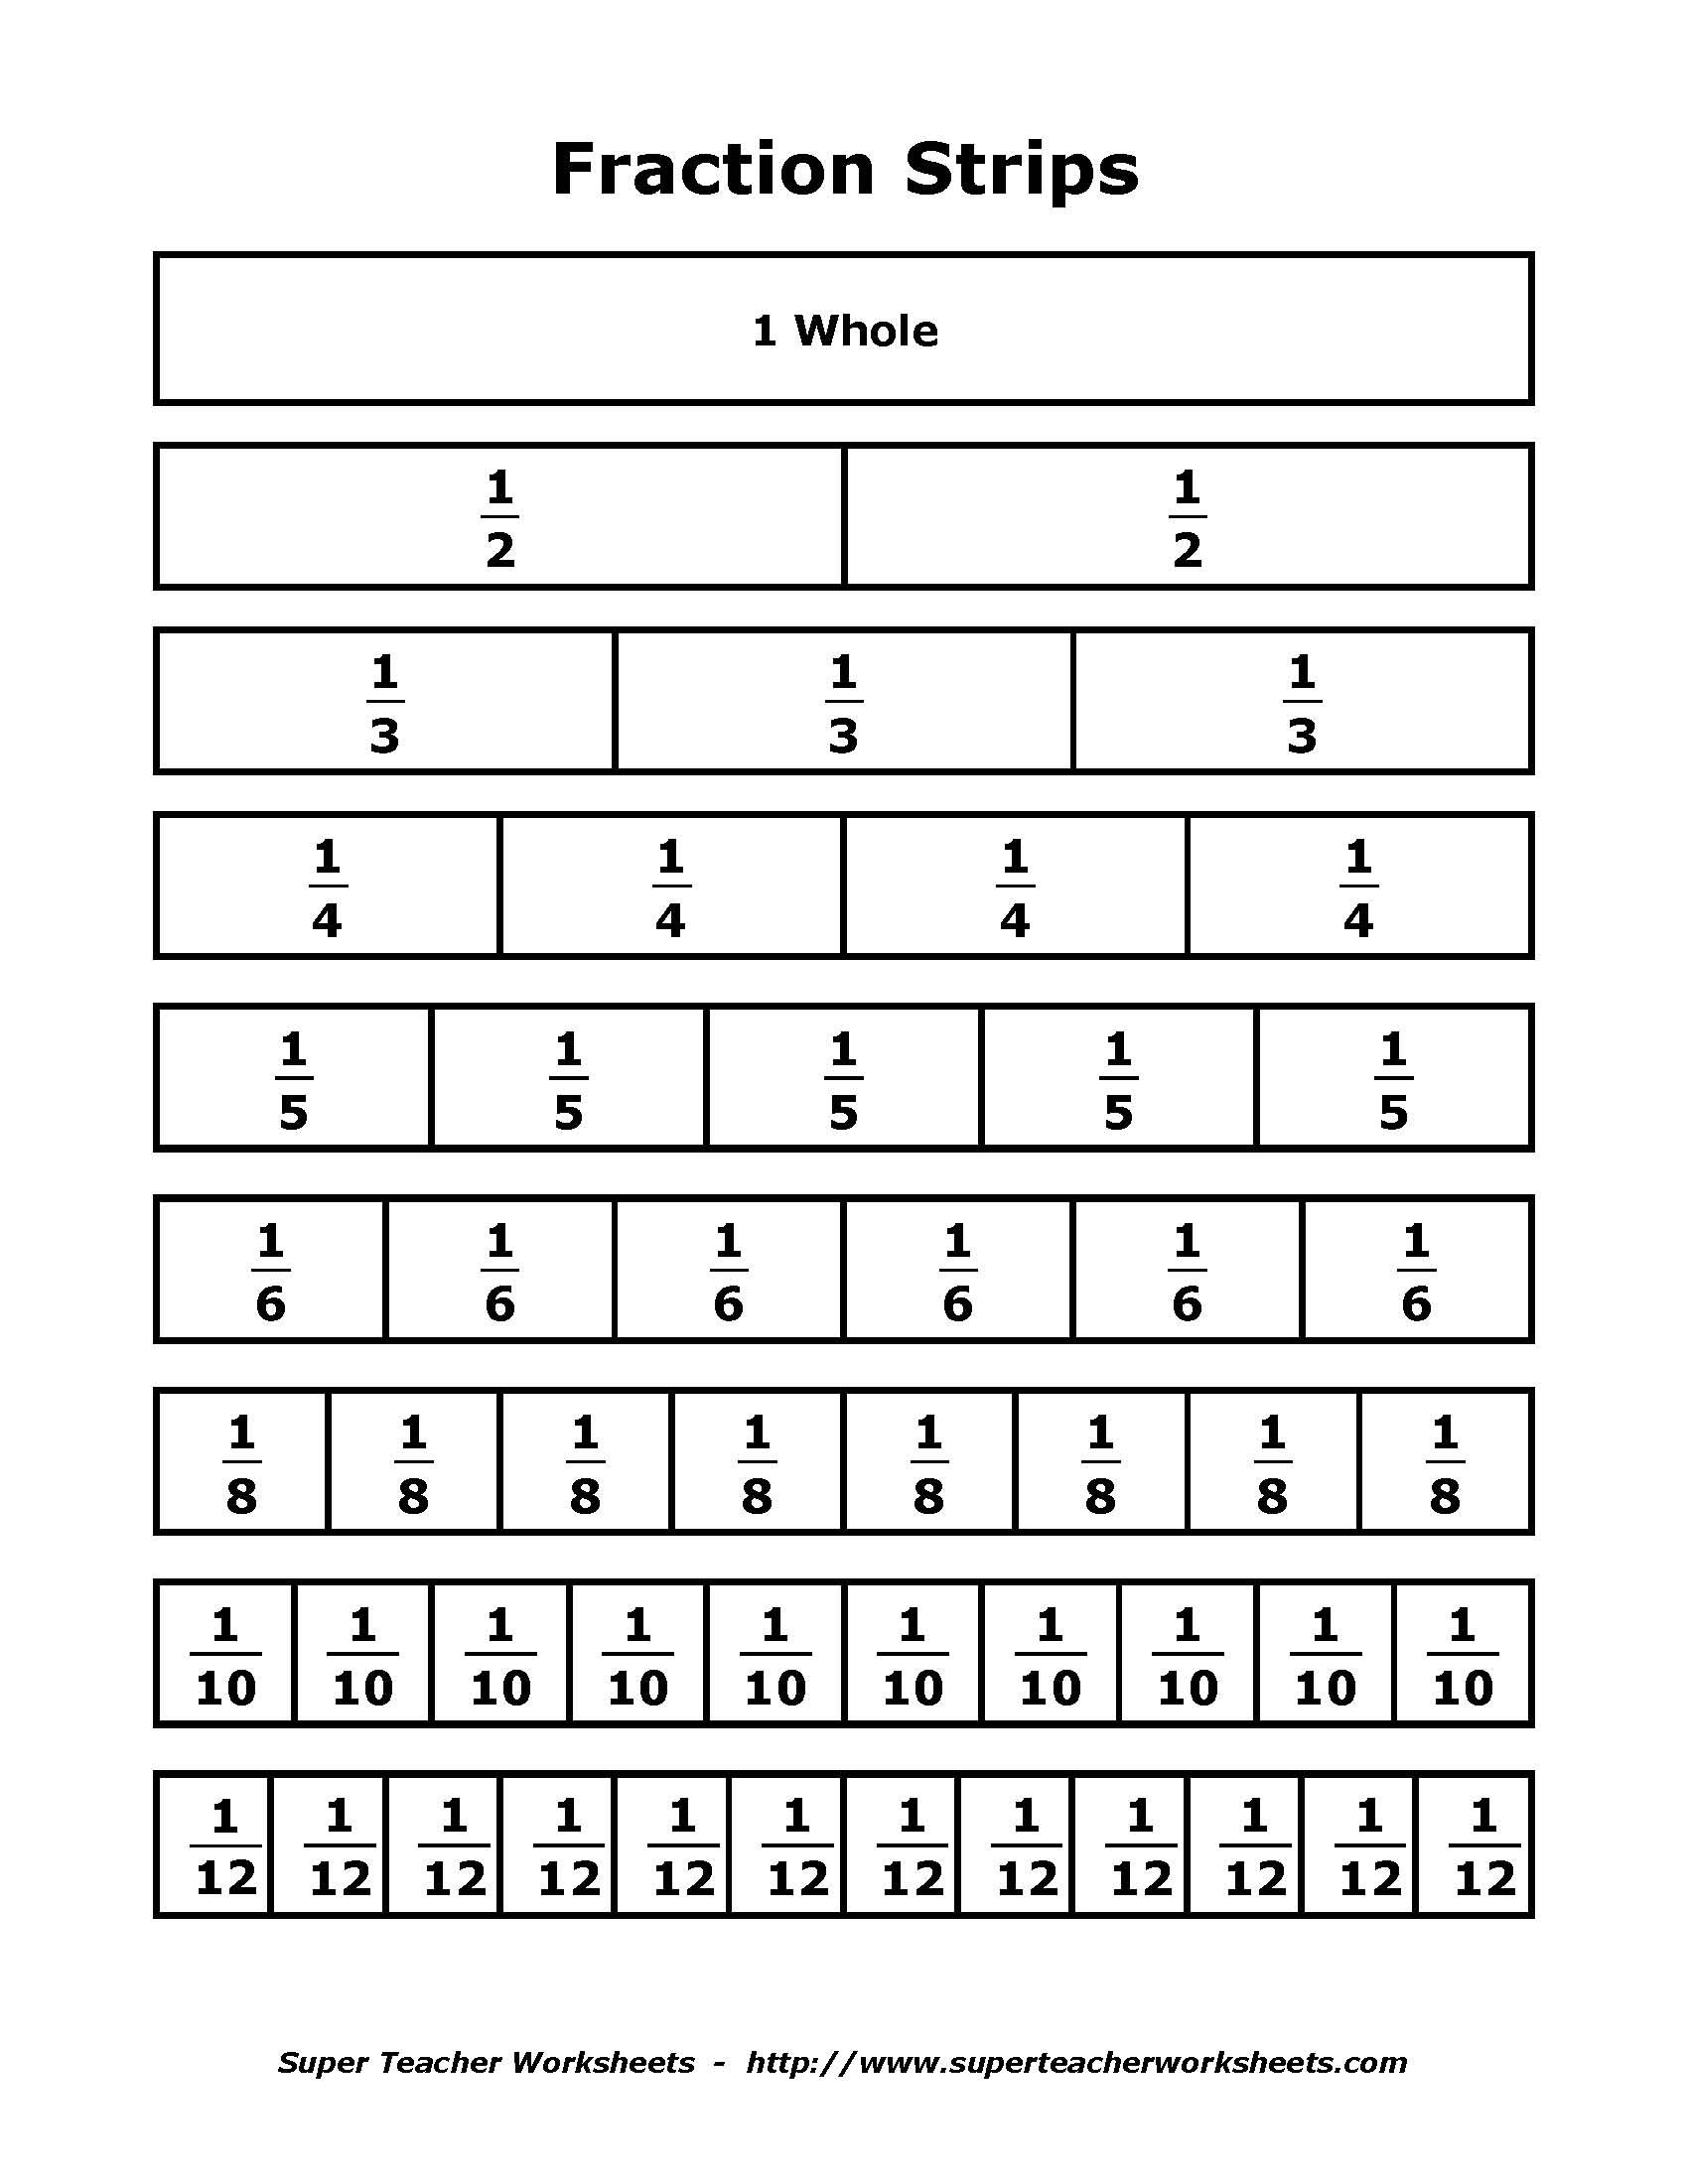 Fraction Strips
1 Whole
1/2 1/2
1/3 1/3 1/3
1/4 1/4 1/4 1/4
1/5 1/5 1/5 1/5 1/5
1/6 1/6 1/6 1/6 1/6 1/6
1/8 1/8 1/8 1/8 1/8 1/8 1/8 1/8
1/10 1/10 1/10 1/10 1/10 1/10 1/10 1/10 1/10 1/10
1/12 1/12 1/12 1/12 1/12 1/12 1/12 1/12 1/12 1/12 1/12 1/12
Super Teacher Worksheets - http://www.superteacherworksheets.com